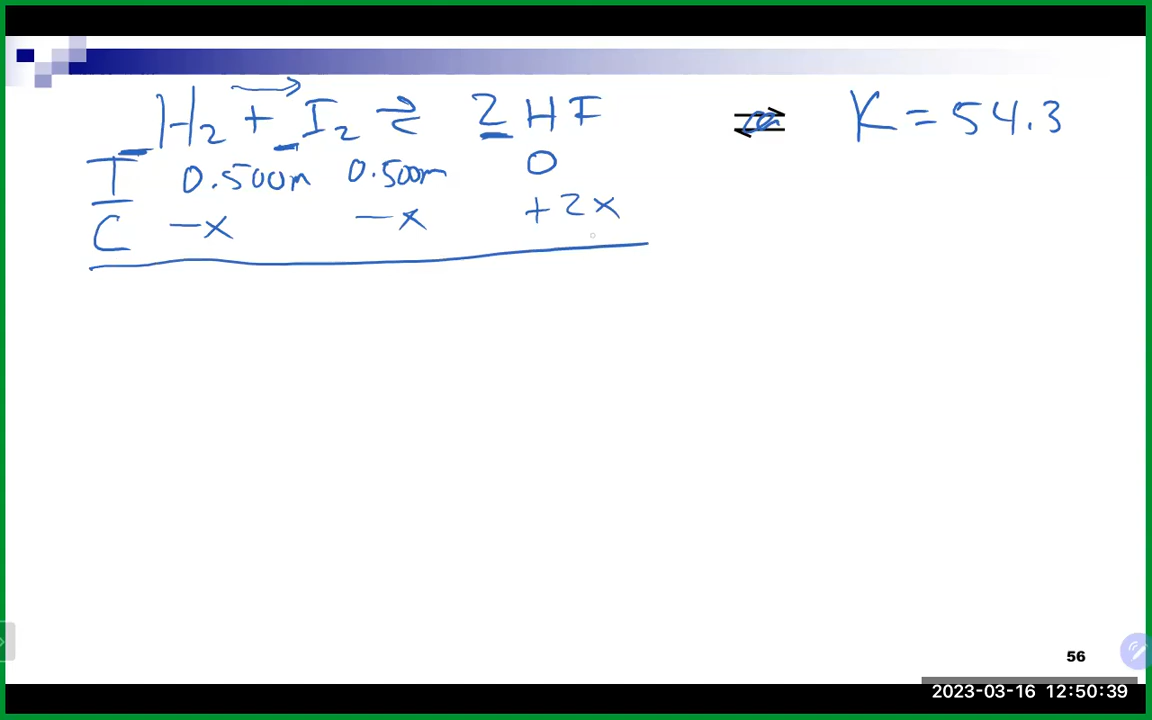 H₂ + I₂ ⇌ 2HF ⇌ K = 54.3
I 0.500m 0.500m 0
C -x -x +2x
56
2023-03-16 12:50:39